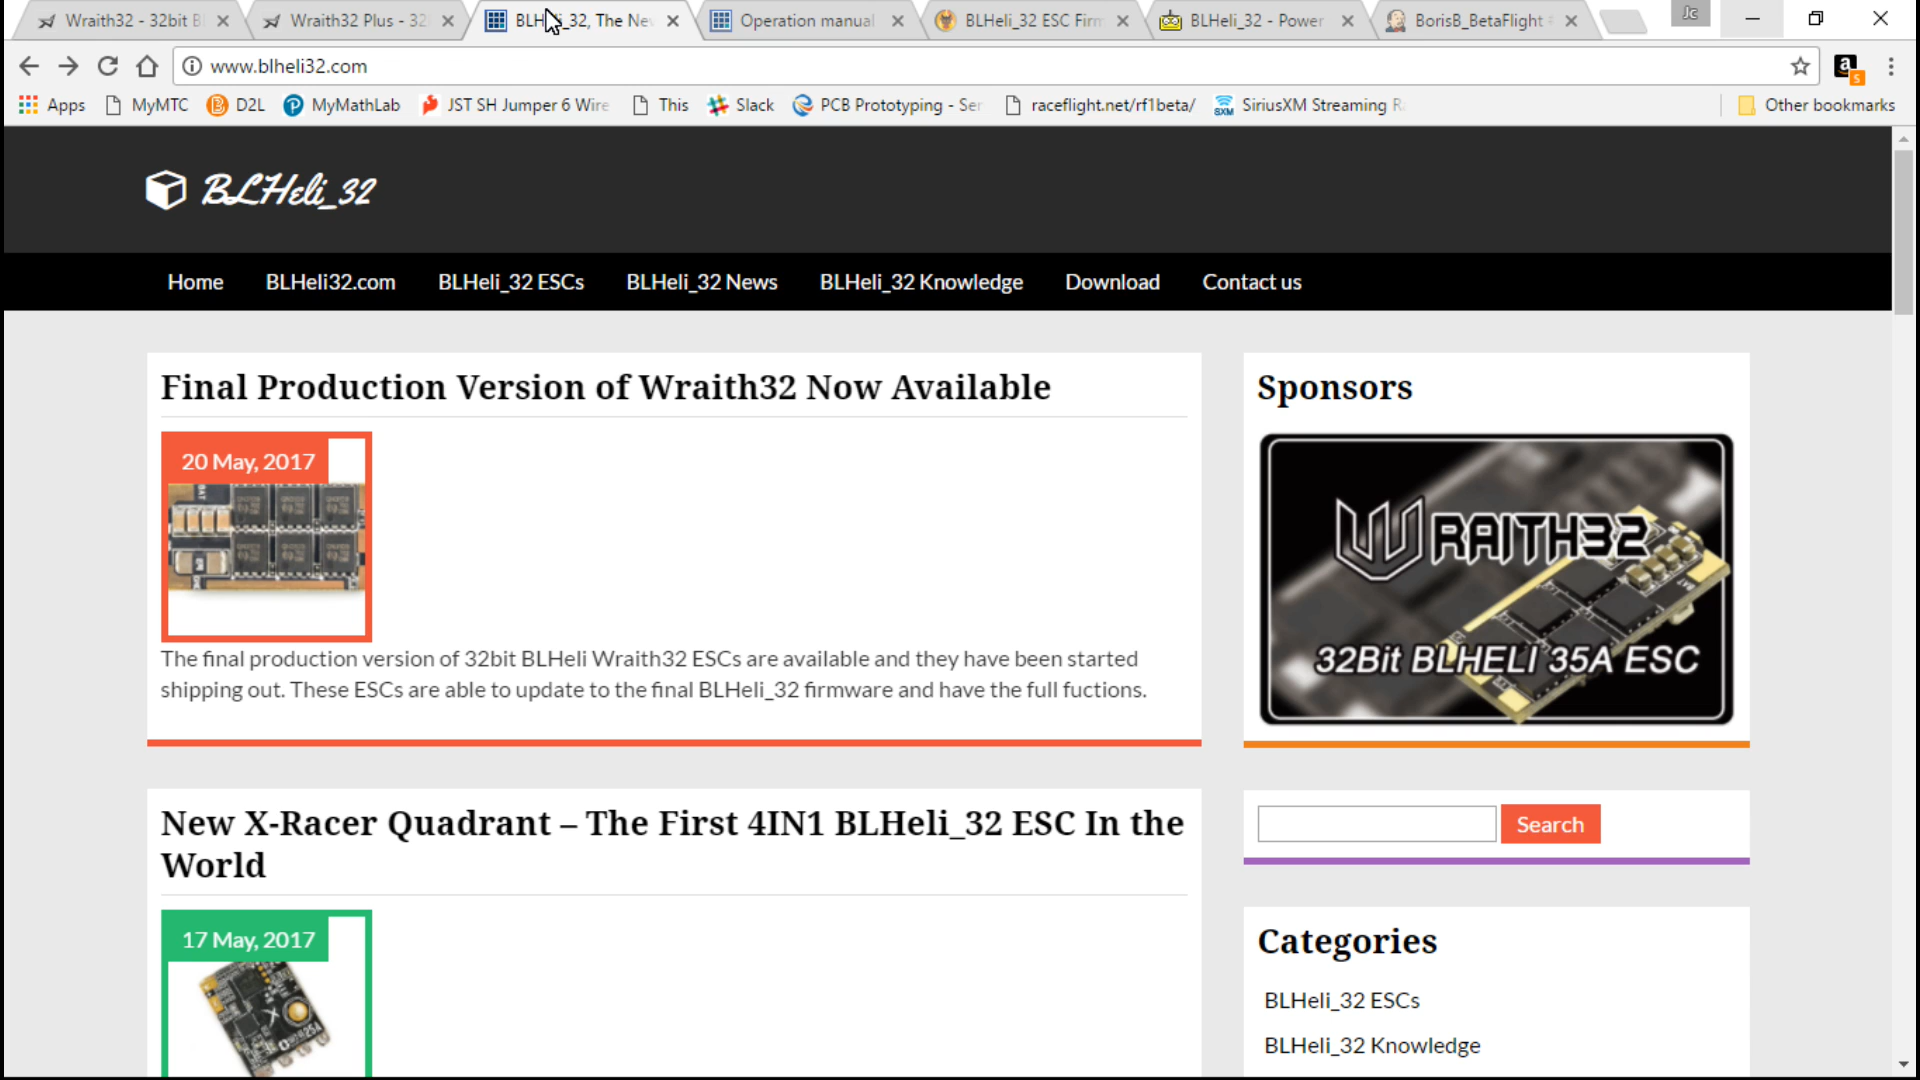 Wraith32 - 32bit B
Wraith32 Plus - 32
BLH _32, The Ne
Operation manual
BLHeli_32 ESC Firm
BLHeli_32 - Power
BorisB_BetaFlight
Jc
www.blheli32.com
Apps
MyMTC
D2L
MyMathLab
JST SH Jumper 6 Wire
This
Slack
PCB Prototyping - Ser
raceflight.net/rf1beta/
SiriusXM Streaming R
Other bookmarks
BLHeli_32
Home
BLHeli32.com
BLHeli_32 ESCs
BLHeli_32 News
BLHeli_32 Knowledge
Download
Contact us
Final Production Version of Wraith32 Now Available
20 May, 2017
The final production version of 32bit BLHeli Wraith32 ESCs are available and they have been started
shipping out. These ESCs are able to update to the final BLHeli_32 firmware and have the full fuctions.
New X-Racer Quadrant – The First 4IN1 BLHeli_32 ESC In the
World
17 May, 2017
Sponsors
WRAITH32
32Bit BLHELI 35A ESC
Search
Categories
BLHeli_32 ESCs
BLHeli_32 Knowledge